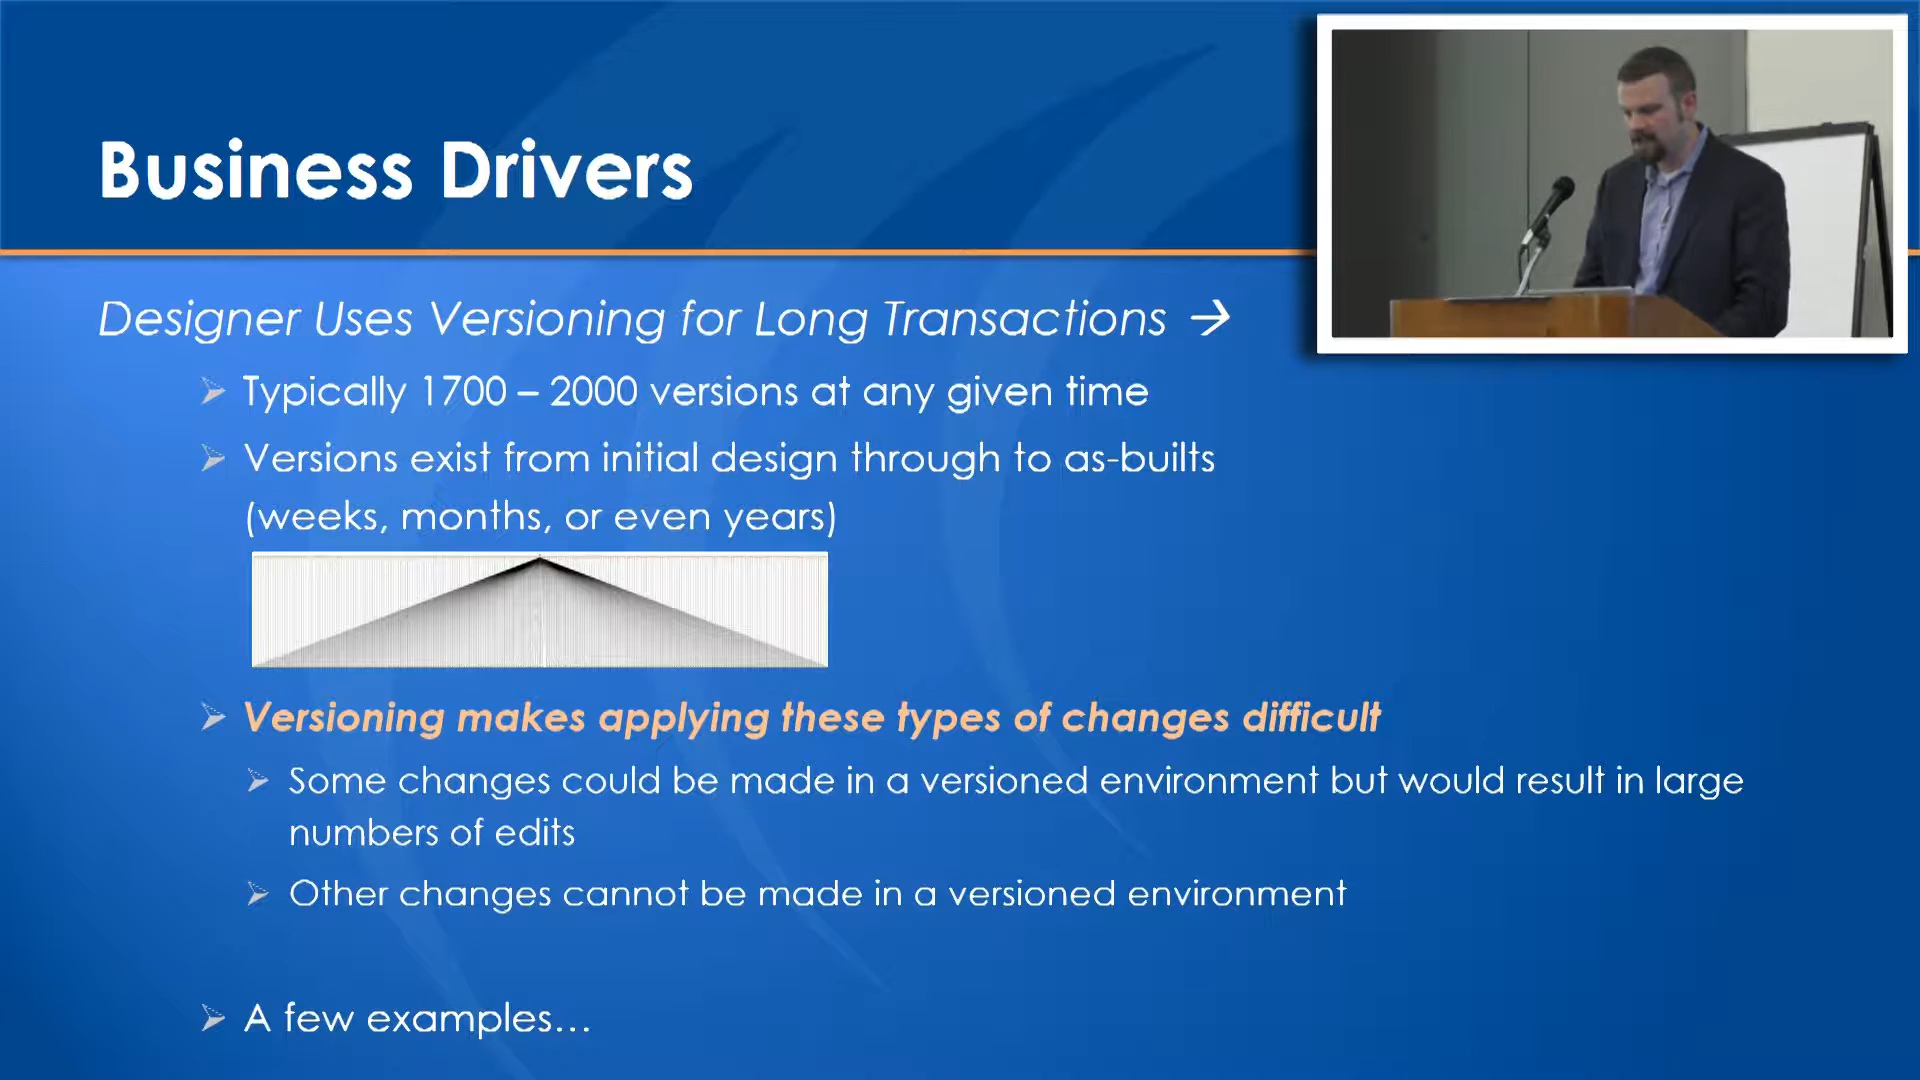 Business Drivers
Designer Uses Versioning for Long Transactions →
Typically 1700 – 2000 versions at any given time
Versions exist from initial design through to as-builts
(weeks, months, or even years)
Versioning makes applying these types of changes difficult
Some changes could be made in a versioned environment but would result in large
numbers of edits
Other changes cannot be made in a versioned environment
A few examples…